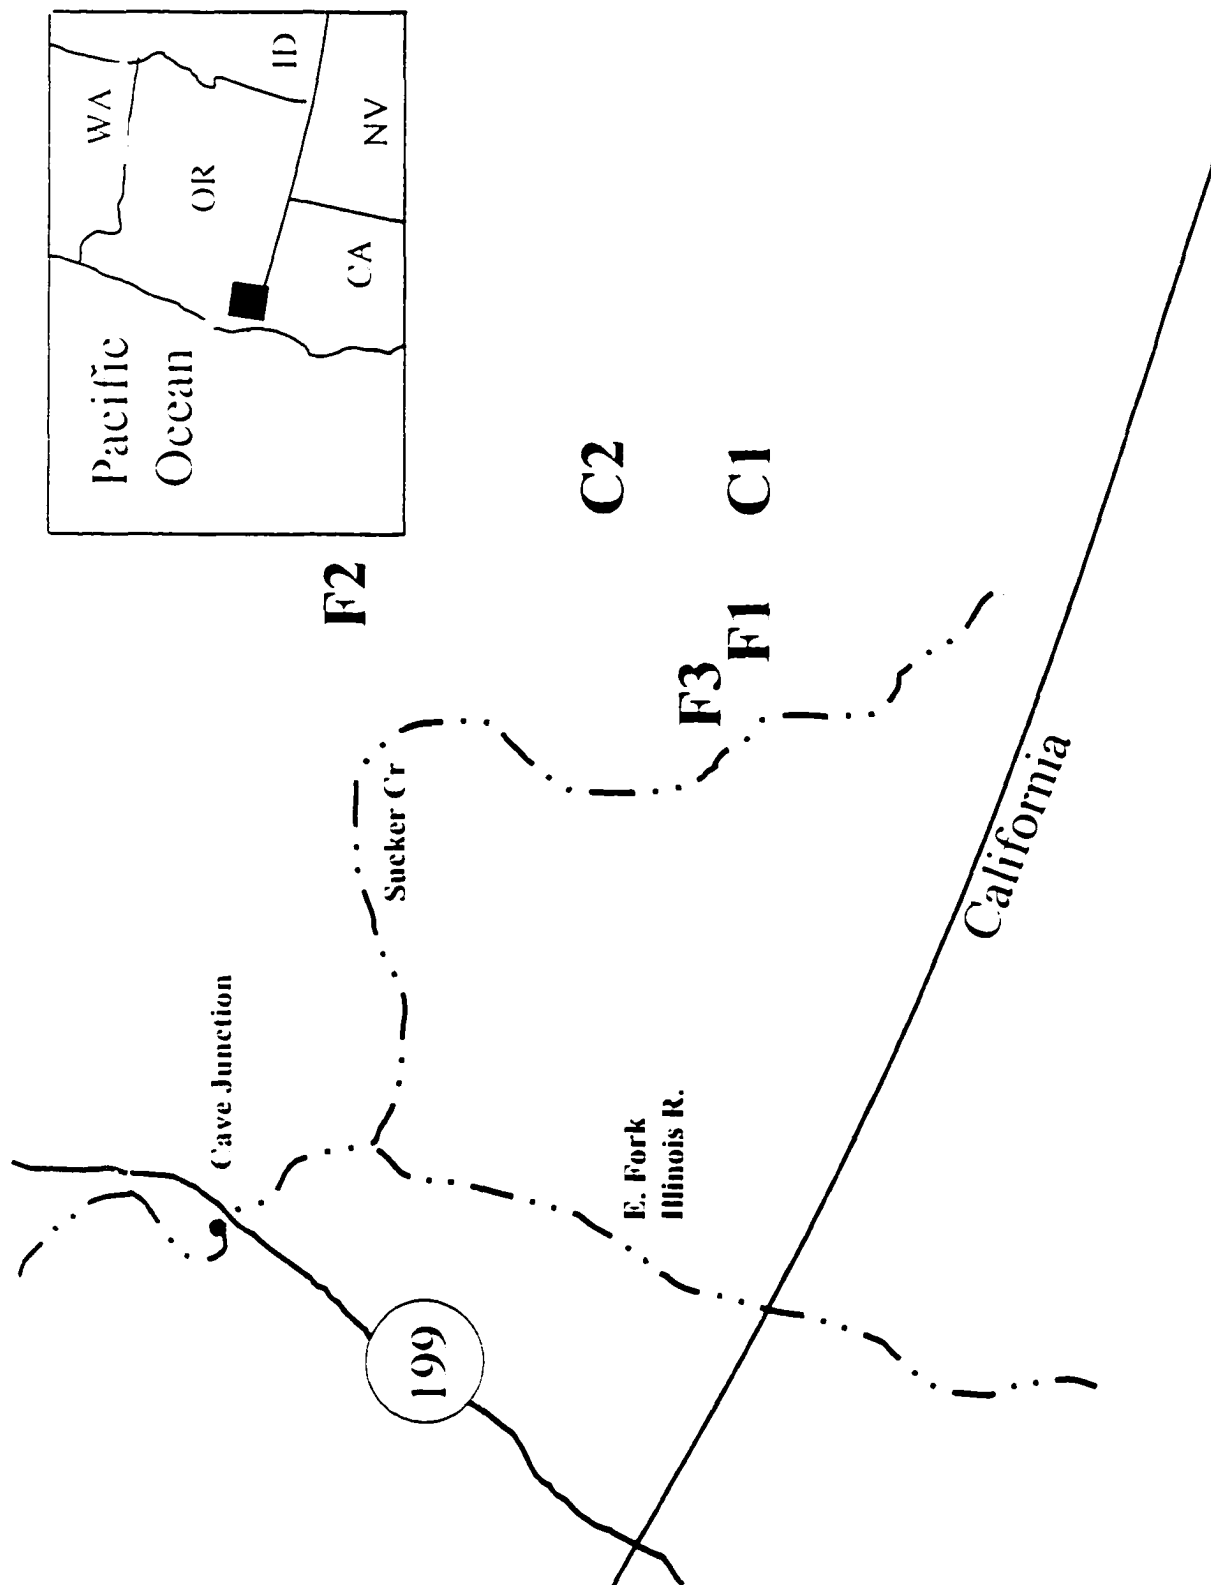 Pacific
Ocean
WA
OR
ID
CA
NV
F2
C2
F3
F1
C1
Cave Junction
Sucker Cr
199
E. Fork
Illinois R.
California